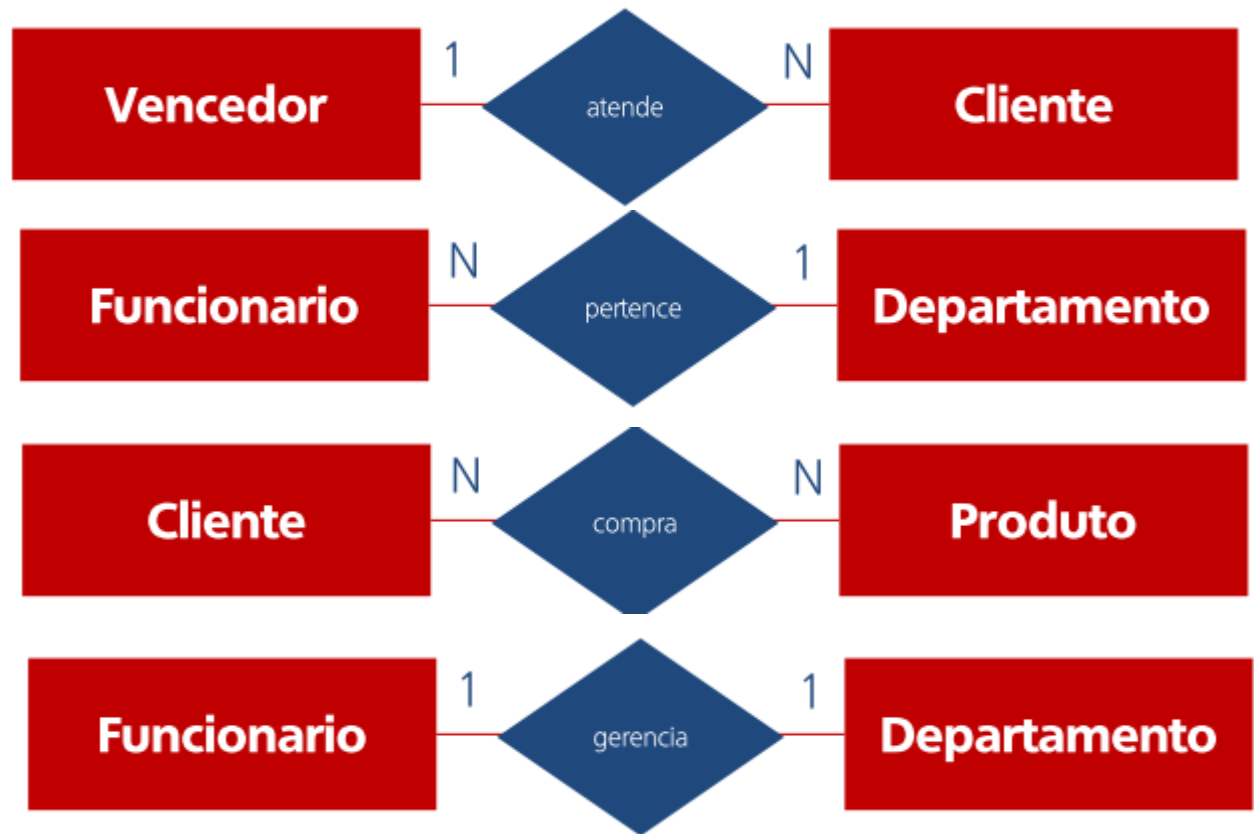 1 N
Vencedor atende Cliente
N 1
Funcionario pertence Departamento
N N
Cliente compra Produto
1 1
Funcionario gerencia Departamento